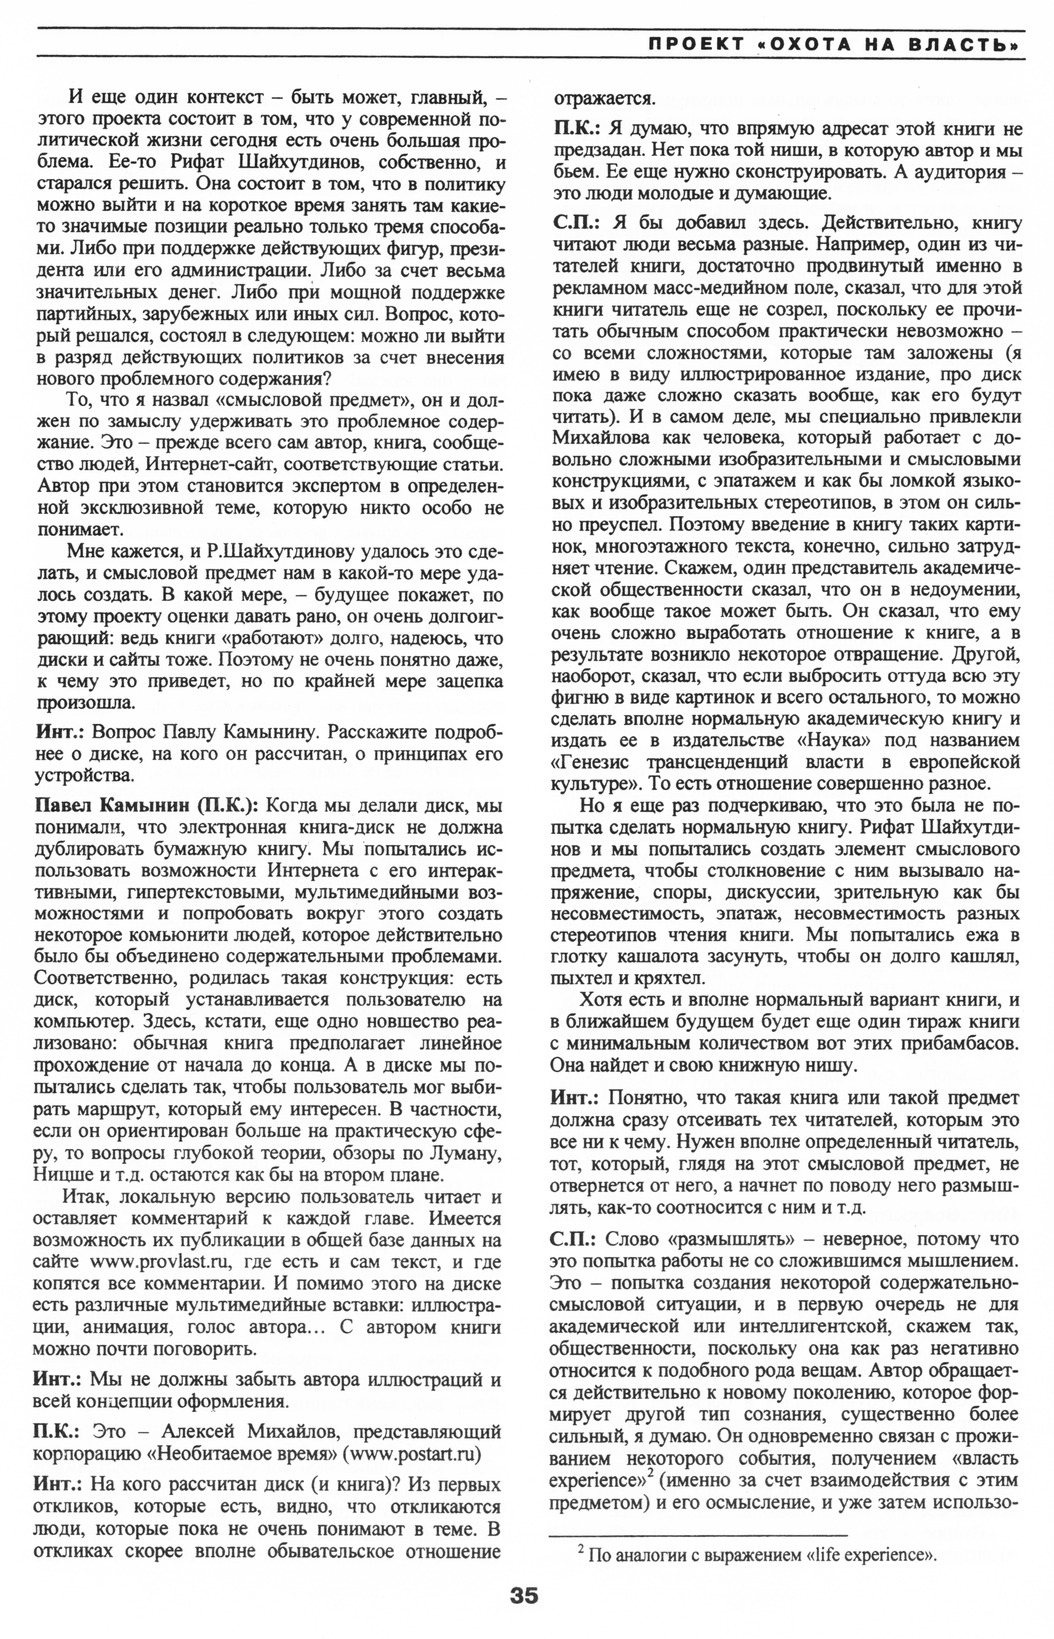 ПРОЕКТ «ОХОТА НА ВЛАСТЬ»
И еще один контекст – быть может, главный, –
этого проекта состоит в том, что у современной по-
литической жизни сегодня есть очень большая про-
блема. Ее-то Рифат Шайхутдинов, собственно, и
старался решить. Она состоит в том, что в политику
можно выйти и на короткое время занять там какие-
то значимые позиции реально только тремя способа-
ми. Либо при поддержке действующих фигур, прези-
дента или его администрации. Либо за счет весьма
значительных денег. Либо при мощной поддержке
партийных, зарубежных или иных сил. Вопрос, кото-
рый решался, состоял в следующем: можно ли выйти
в разряд действующих политиков за счет внесения
нового проблемного содержания?
То, что я назвал «смысловой предмет», он и дол-
жен по замыслу удерживать это проблемное содер-
жание. Это – прежде всего сам автор, книга, сообще-
ство людей, Интернет-сайт, соответствующие статьи.
Автор при этом становится экспертом в определен-
ной эксклюзивной теме, которую никто особо не
понимает.
Мне кажется, и Р.Шайхутдинову удалось это сде-
лать, и смысловой предмет нам в какой-то мере уда-
лось создать. В какой мере, – будущее покажет, по
этому проекту оценки давать рано, он очень долгоиг-
рающий: ведь книги «работают» долго, надеюсь, что
диски и сайты тоже. Поэтому не очень понятно даже,
к чему это приведет, но по крайней мере зацепка
произошла.
Инт.: Вопрос Павлу Камынину. Расскажите подроб-
нее о диске, на кого он рассчитан, о принципах его
устройства.
Павел Камынин (П.К.): Когда мы делали диск, мы
понимали, что электронная книга-диск не должна
дублировать бумажную книгу. Мы попытались ис-
пользовать возможности Интернета с его интерак-
тивными, гипертекстовыми, мультимедийными воз-
можностями и попробовать вокруг этого создать
некоторое комьюнити людей, которое действительно
было бы объединено содержательными проблемами.
Соответственно, родилась такая конструкция: есть
диск, который устанавливается пользователю на
компьютер. Здесь, кстати, еще одно новшество реа-
лизовано: обычная книга предполагает линейное
прохождение от начала до конца. А в диске мы по-
пытались сделать так, чтобы пользователь мог выби-
рать маршрут, который ему интересен. В частности,
если он ориентирован больше на практическую сфе-
ру, то вопросы глубокой теории, обзоры по Луману,
Ницше и т.д. остаются как бы на втором плане.
Итак, локальную версию пользователь читает и
оставляет комментарий к каждой главе. Имеется
возможность их публикации в общей базе данных на
сайте www.provlast.ru, где есть и сам текст, и где
копятся все комментарии. И помимо этого на диске
есть различные мультимедийные вставки: иллюстра-
ции, анимация, голос автора... С автором книги
можно почти поговорить.
Инт.: Мы не должны забыть автора иллюстраций и
всей концепции оформления.
П.К.: Это – Алексей Михайлов, представляющий
корпорацию «Необитаемое время» (www.postart.ru)
Инт.: На кого рассчитан диск (и книга)? Из первых
откликов, которые есть, видно, что откликаются
люди, которые пока не очень понимают в теме. В
откликах скорее вполне обывательское отношение
отражается.
П.К.: Я думаю, что впрямую адресат этой книги не
предзадан. Нет пока той ниши, в которую автор и мы
бьем. Ее еще нужно сконструировать. А аудитория –
это люди молодые и думающие.
С.П.: Я бы добавил здесь. Действительно, книгу
читают люди весьма разные. Например, один из чи-
тателей книги, достаточно продвинутый именно в
рекламном масс-медийном поле, сказал, что для этой
книги читатель еще не созрел, поскольку ее прочи-
тать обычным способом практически невозможно –
со всеми сложностями, которые там заложены (я
имею в виду иллюстрированное издание, про диск
пока даже сложно сказать вообще, как его будут
читать). И в самом деле, мы специально привлекли
Михайлова как человека, который работает с до-
вольно сложными изобразительными и смысловыми
конструкциями, с эпатажем и как бы ломкой языко-
вых и изобразительных стереотипов, в этом он силь-
но преуспел. Поэтому введение в книгу таких карти-
нок, многоэтажного текста, конечно, сильно затруд-
няет чтение. Скажем, один представитель академиче-
ской общественности сказал, что он в недоумении,
как вообще такое может быть. Он сказал, что ему
очень сложно выработать отношение к книге, а в
результате возникло некоторое отвращение. Другой,
наоборот, сказал, что если выбросить оттуда всю эту
фигню в виде картинок и всего остального, то можно
сделать вполне нормальную академическую книгу и
издать ее в издательстве «Наука» под названием
«Генезис трансценденций власти в европейской
культуре». То есть отношение совершенно разное.
Но я еще раз подчеркиваю, что это была не по-
пытка сделать нормальную книгу. Рифат Шайхутди-
нов и мы попытались создать элемент смыслового
предмета, чтобы столкновение с ним вызывало на-
пряжение, споры, дискуссии, зрительную как бы
несовместимость, эпатаж, несовместимость разных
стереотипов чтения книги. Мы попытались ежа в
глотку кашалота засунуть, чтобы он долго кашлял,
пыхтел и кряхтел.
Хотя есть и вполне нормальный вариант книги, и
в ближайшем будущем будет еще один тираж книги
с минимальным количеством вот этих прибамбасов.
Она найдет и свою книжную нишу.
Инт.: Понятно, что такая книга или такой предмет
должна сразу отсеивать тех читателей, которым это
все ни к чему. Нужен вполне определенный читатель,
тот, который, глядя на этот смысловой предмет, не
отвернется от него, а начнет по поводу него размыш-
лять, как-то соотносится с ним и т.д.
С.П.: Слово «размышлять» – неверное, потому что
это попытка работы не со сложившимся мышлением.
Это – попытка создания некоторой содержательно-
смысловой ситуации, и в первую очередь не для
академической или интеллигентской, скажем так,
общественности, поскольку она как раз негативно
относится к подобного рода вещам. Автор обращает-
ся действительно к новому поколению, которое фор-
мирует другой тип сознания, существенно более
сильный, я думаю. Он одновременно связан с прожи-
ванием некоторого события, получением «власть
experience»² (именно за счет взаимодействия с этим
предметом) и его осмысление, и уже затем использо-
² По аналогии с выражением «life experience».
35